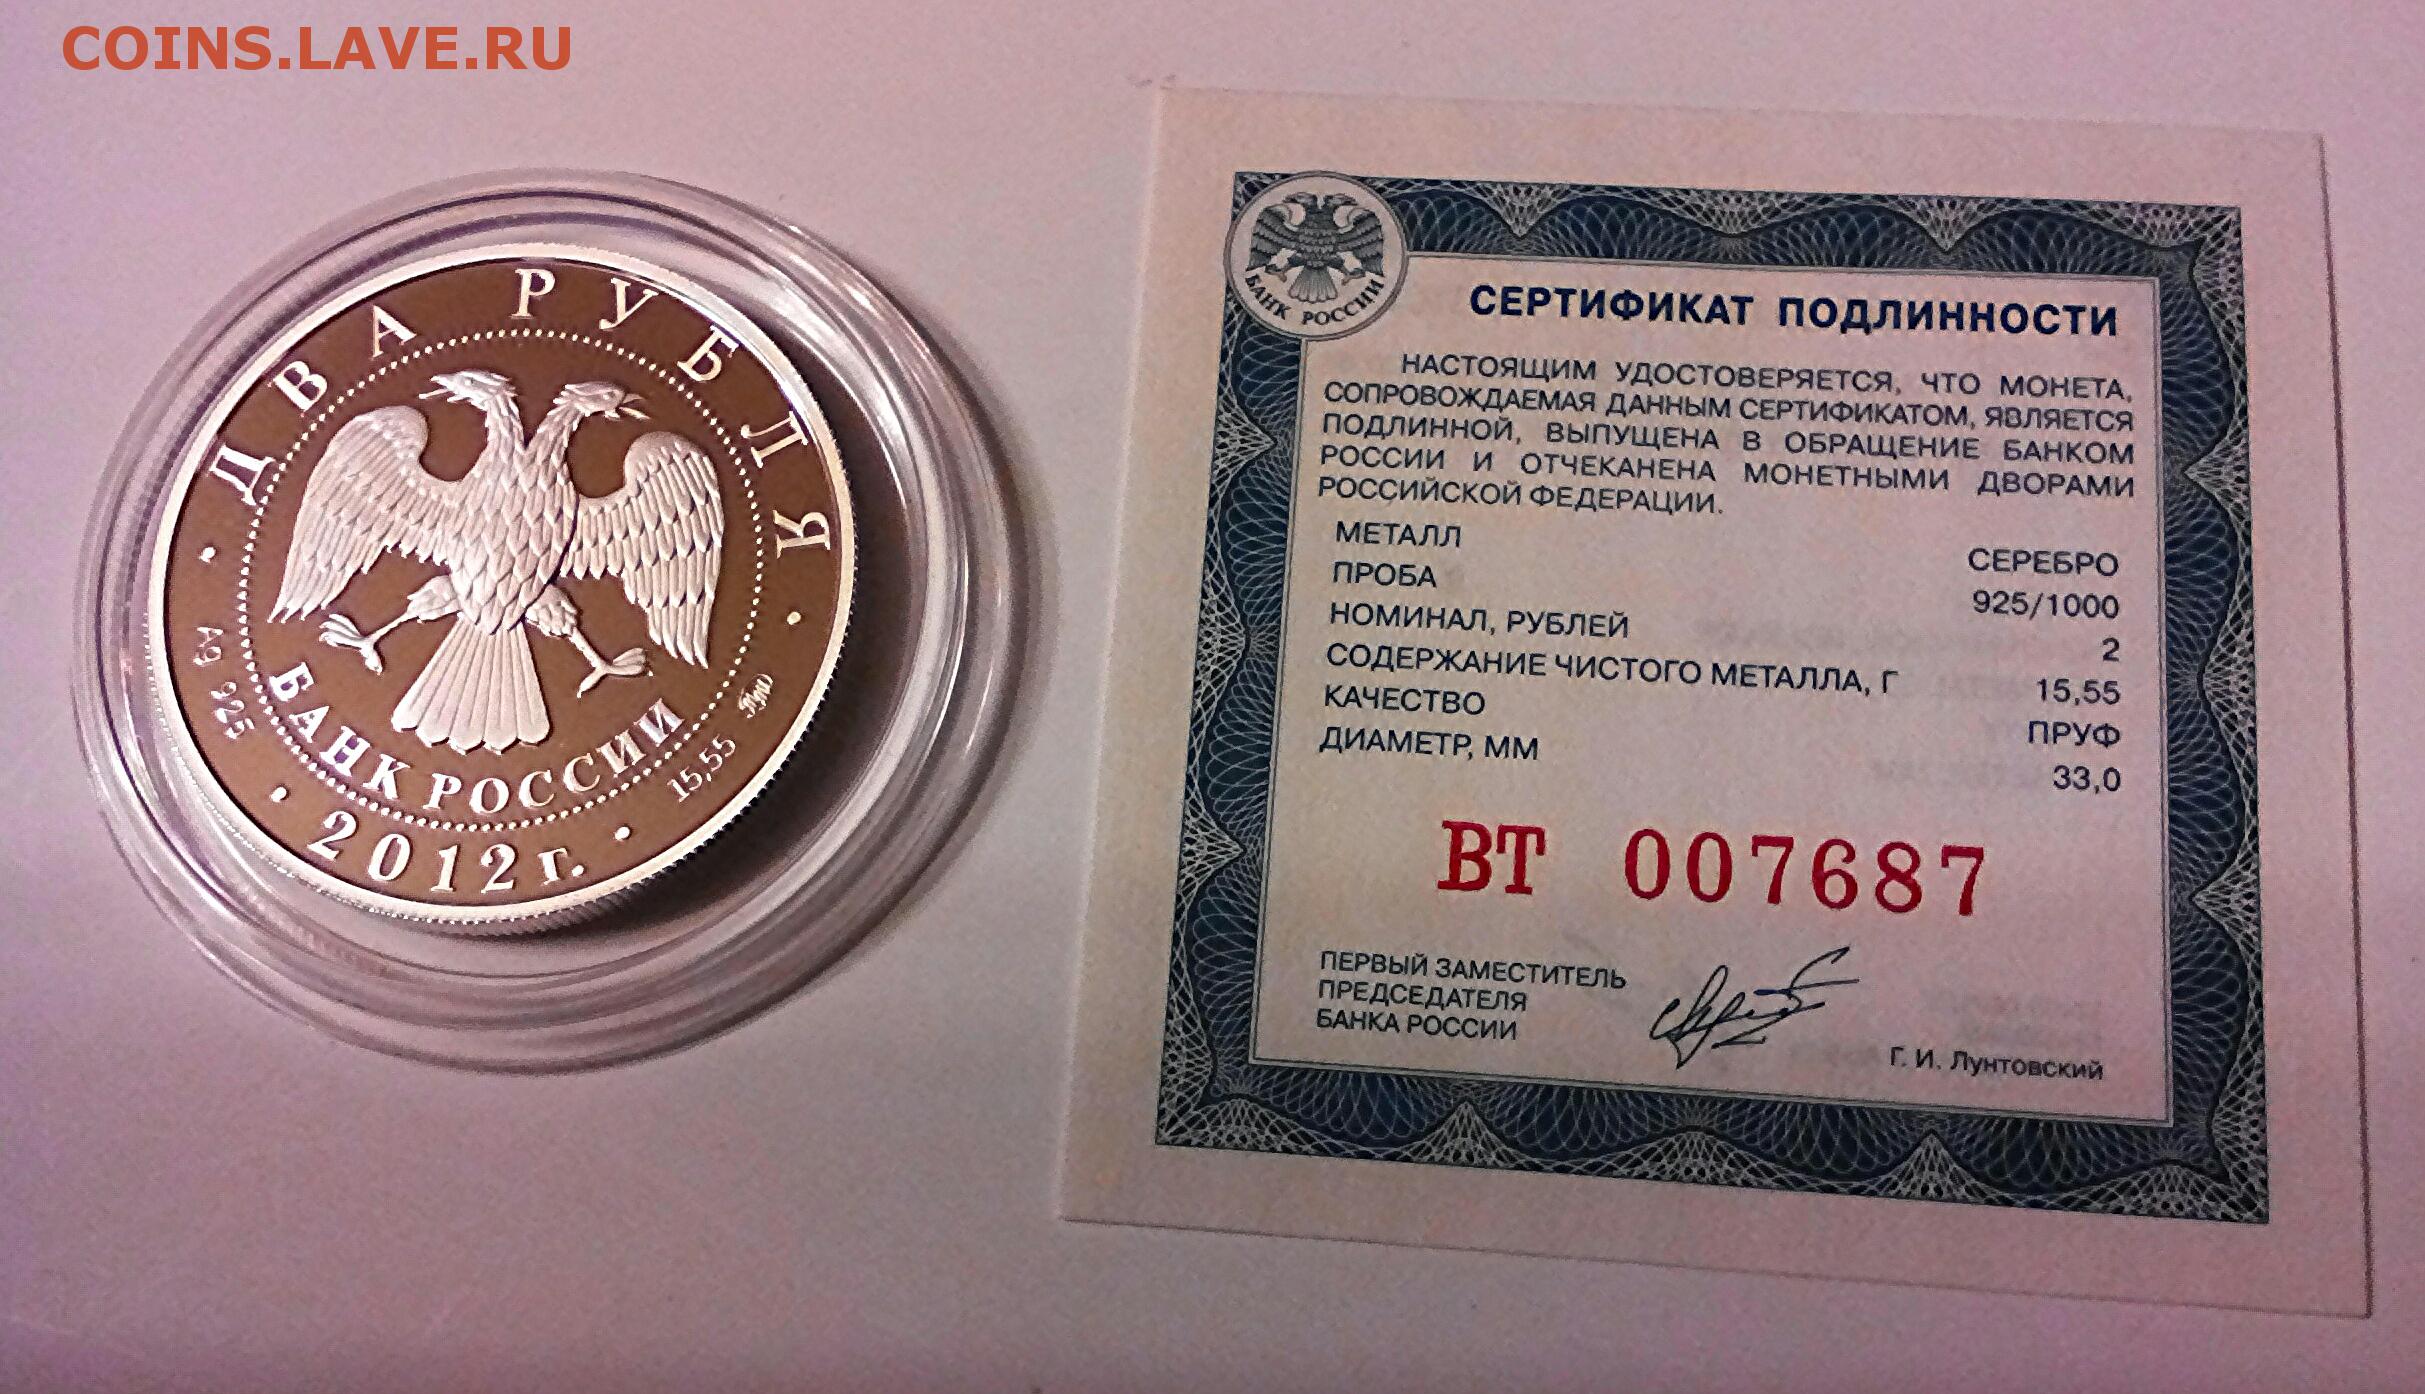 COINS.LAVE.RU
ДВА РУБЛЯ
БАНК РОССИИ
Ag 925
15,55
ММД
2012 г.
БАНК РОССИИ
СЕРТИФИКАТ ПОДЛИННОСТИ
НАСТОЯЩИМ УДОСТОВЕРЯЕТСЯ, ЧТО МОНЕТА,
СОПРОВОЖДАЕМАЯ ДАННЫМ СЕРТИФИКАТОМ, ЯВЛЯЕТСЯ
ПОДЛИННОЙ, ВЫПУЩЕНА В ОБРАЩЕНИЕ БАНКОМ
РОССИИ И ОТЧЕКАНЕНА МОНЕТНЫМИ ДВОРАМИ
РОССИЙСКОЙ ФЕДЕРАЦИИ.
МЕТАЛЛ СЕРЕБРО
ПРОБА 925/1000
НОМИНАЛ, РУБЛЕЙ 2
СОДЕРЖАНИЕ ЧИСТОГО МЕТАЛЛА, Г 15,55
КАЧЕСТВО ПРУФ
ДИАМЕТР, ММ 33,0
ВТ 007687
ПЕРВЫЙ ЗАМЕСТИТЕЛЬ
ПРЕДСЕДАТЕЛЯ
БАНКА РОССИИ
Г. И. Лунтовский